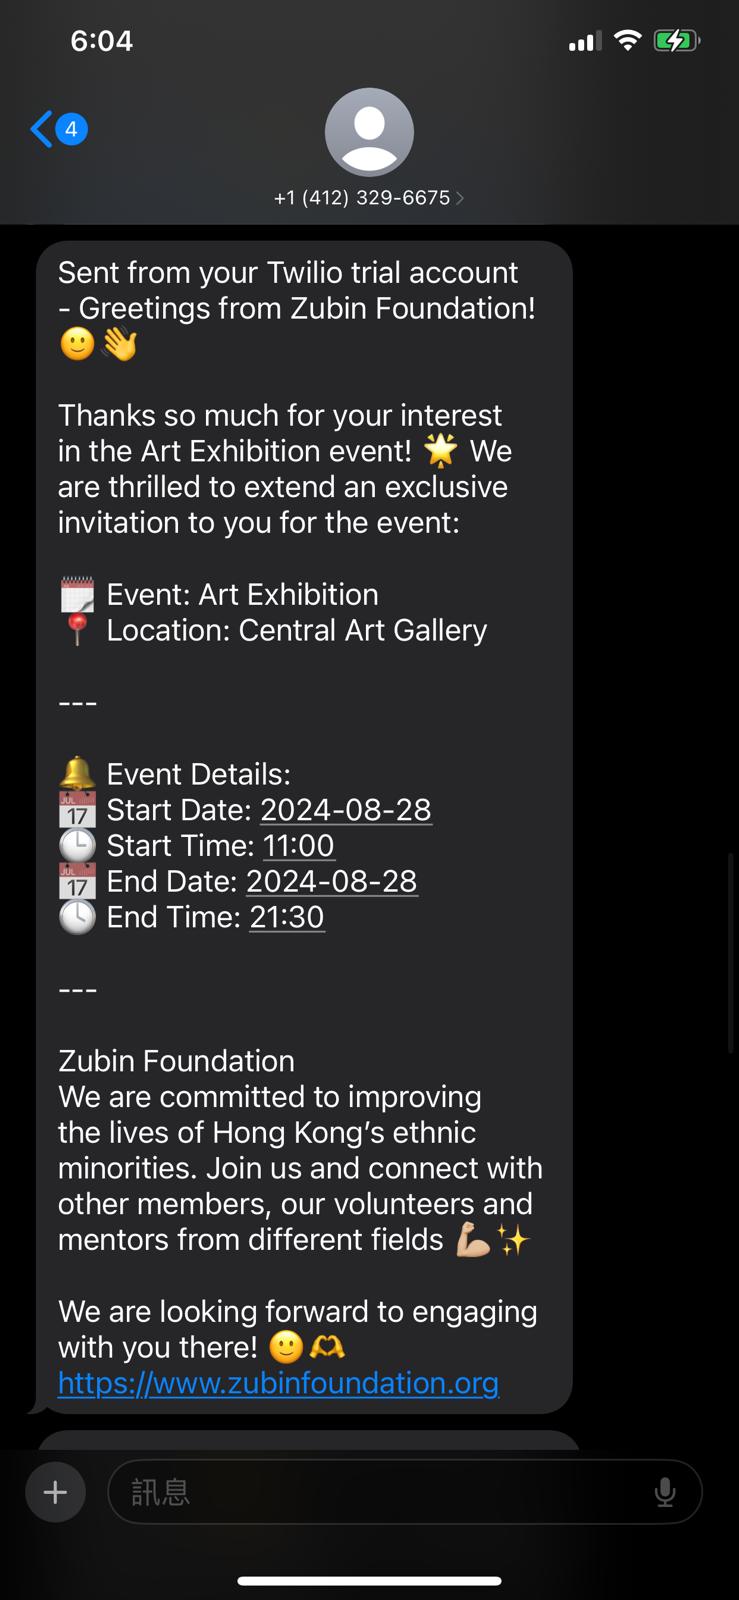 6:04
4
+1 (412) 329-6675
Sent from your Twilio trial account
- Greetings from Zubin Foundation!
🙂👋
Thanks so much for your interest
in the Art Exhibition event! 🌟 We
are thrilled to extend an exclusive
invitation to you for the event:
🗓 Event: Art Exhibition
📍 Location: Central Art Gallery
---
🔔 Event Details:
📅 Start Date: 2024-08-28
🕒 Start Time: 11:00
📅 End Date: 2024-08-28
🕒 End Time: 21:30
---
Zubin Foundation
We are committed to improving
the lives of Hong Kong’s ethnic
minorities. Join us and connect with
other members, our volunteers and
mentors from different fields 💪🏼✨
We are looking forward to engaging
with you there! 🙂🫶
https://www.zubinfoundation.org
訊息